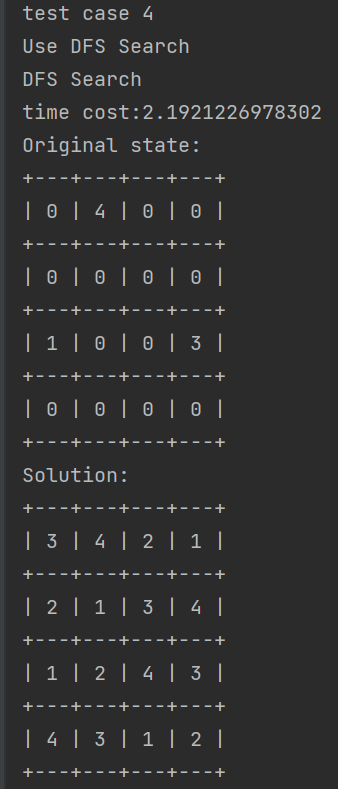 test case 4
Use DFS Search
DFS Search
time cost:2.1921226978302
Original state:
+---+---+---+---+
| 0 | 4 | 0 | 0 |
+---+---+---+---+
| 0 | 0 | 0 | 0 |
+---+---+---+---+
| 1 | 0 | 0 | 3 |
+---+---+---+---+
| 0 | 0 | 0 | 0 |
+---+---+---+---+
Solution:
+---+---+---+---+
| 3 | 4 | 2 | 1 |
+---+---+---+---+
| 2 | 1 | 3 | 4 |
+---+---+---+---+
| 1 | 2 | 4 | 3 |
+---+---+---+---+
| 4 | 3 | 1 | 2 |
+---+---+---+---+